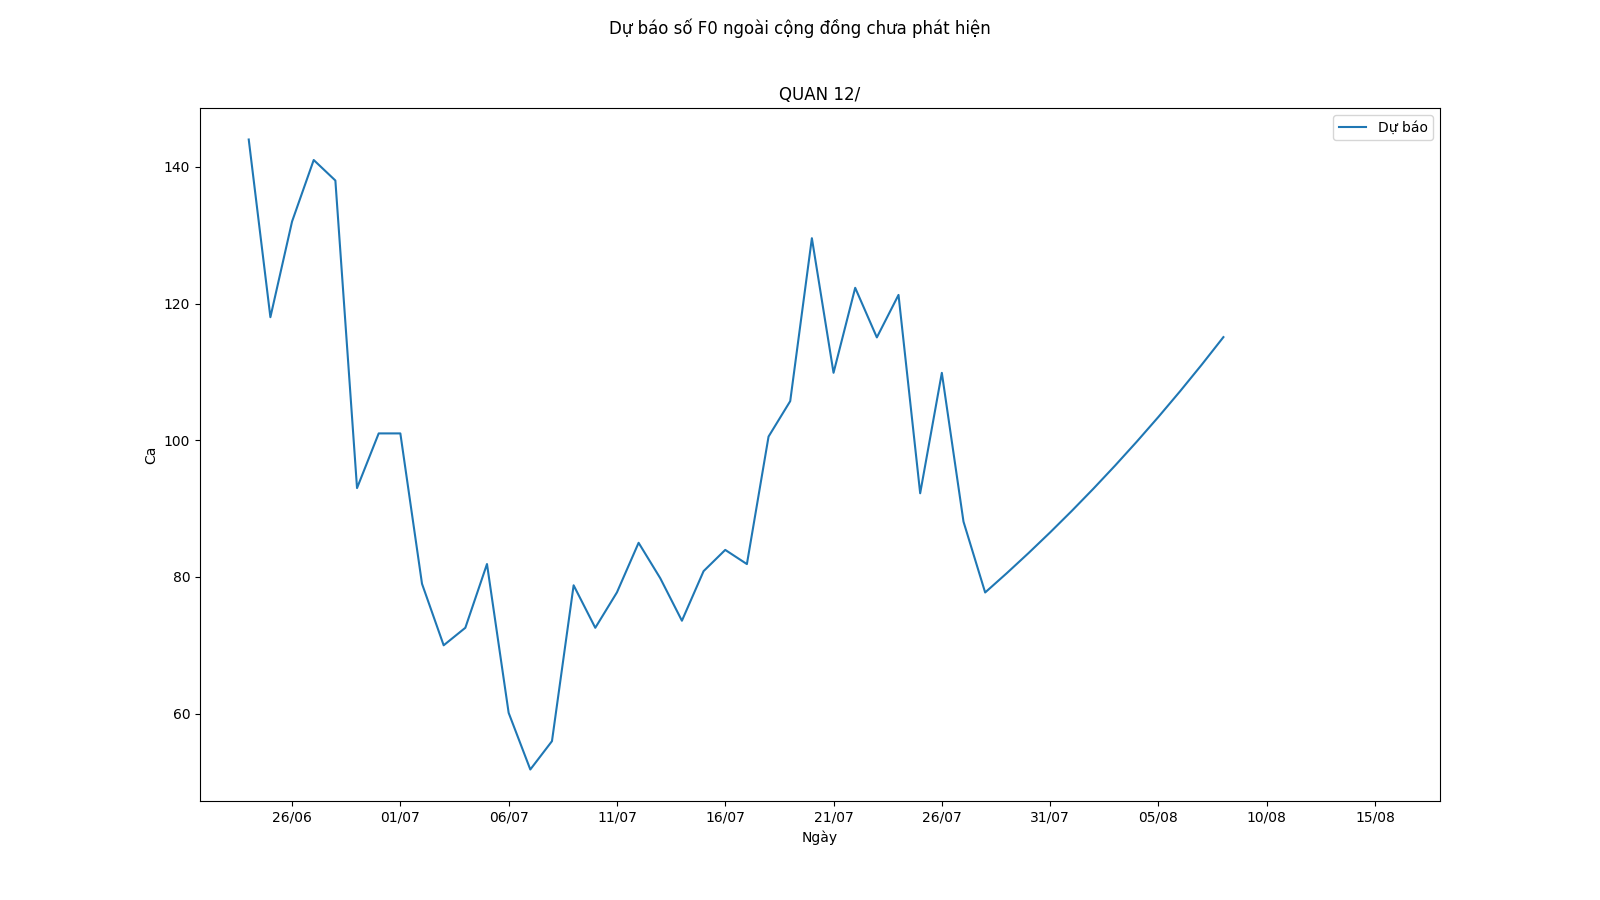 Dự báo số F0 ngoài cộng đồng chưa phát hiện
QUAN 12/
Dự báo
140
120
100
80
60
Ca
26/06 01/07 06/07 11/07 16/07 21/07 26/07 31/07 05/08 10/08 15/08
Ngày